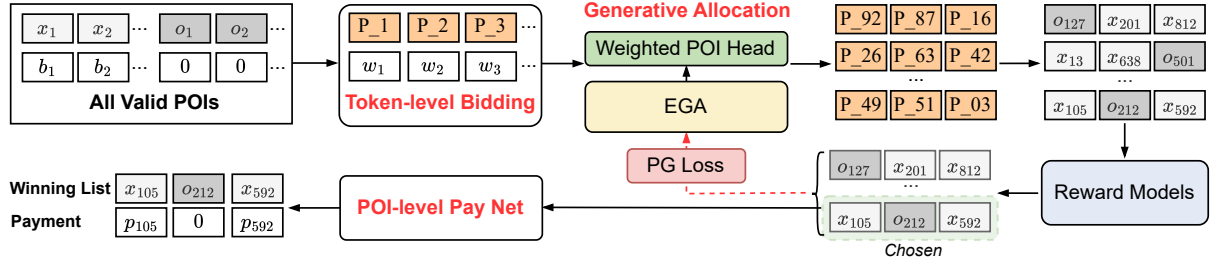 Generative Allocation
x₁ x₂ ... o₁ o₂ ...
b₁ b₂ ... 0 0 ...
All Valid POIs
P_1 P_2 P_3 ...
w₁ w₂ w₃ ...
Token-level Bidding
Weighted POI Head
EGA
PG Loss
P_92 P_87 P_16
P_26 P_63 P_42
...
P_49 P_51 P_03
o₁₂₇ x₂₀₁ x₈₁₂
x₁₃ x₆₃₈ o₅₀₁
...
x₁₀₅ o₂₁₂ x₅₉₂
Reward Models
o₁₂₇ x₂₀₁ x₈₁₂
...
x₁₀₅ o₂₁₂ x₅₉₂
Chosen
POI-level Pay Net
Winning List x₁₀₅ o₂₁₂ x₅₉₂
Payment p₁₀₅ 0 p₅₉₂